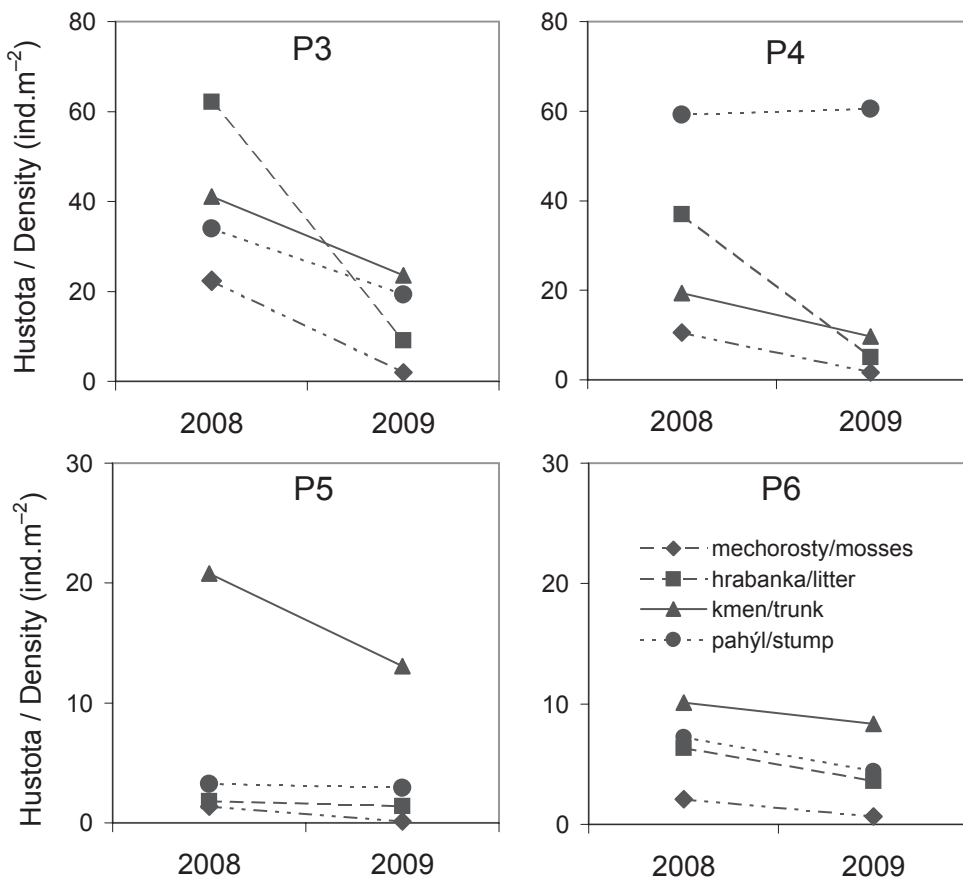 Hustota / Density (ind.m⁻²)
P3
80
60
40
20
0
2008 2009
P4
80
60
40
20
0
2008 2009
Hustota / Density (ind.m⁻²)
P5
30
20
10
0
2008 2009
P6
30
20
10
0
mechorosty/mosses
hrabanka/litter
kmen/trunk
pahýl/stump
2008 2009